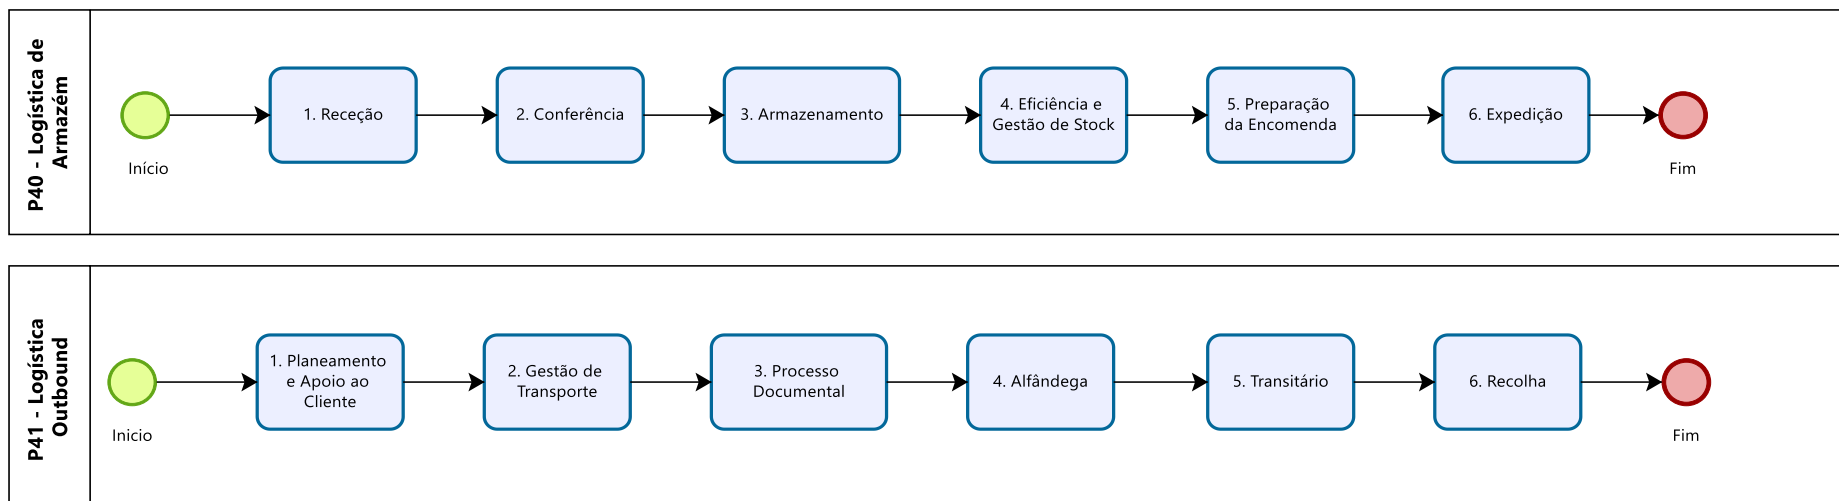 P40 - Logística de
Armazém
Início
1. Receção
2. Conferência
3. Armazenamento
4. Eficiência e
Gestão de Stock
5. Preparação
da Encomenda
6. Expedição
Fim
P41 - Logística
Outbound
Inicio
1. Planeamento
e Apoio ao
Cliente
2. Gestão de
Transporte
3. Processo
Documental
4. Alfândega
5. Transitário
6. Recolha
Fim